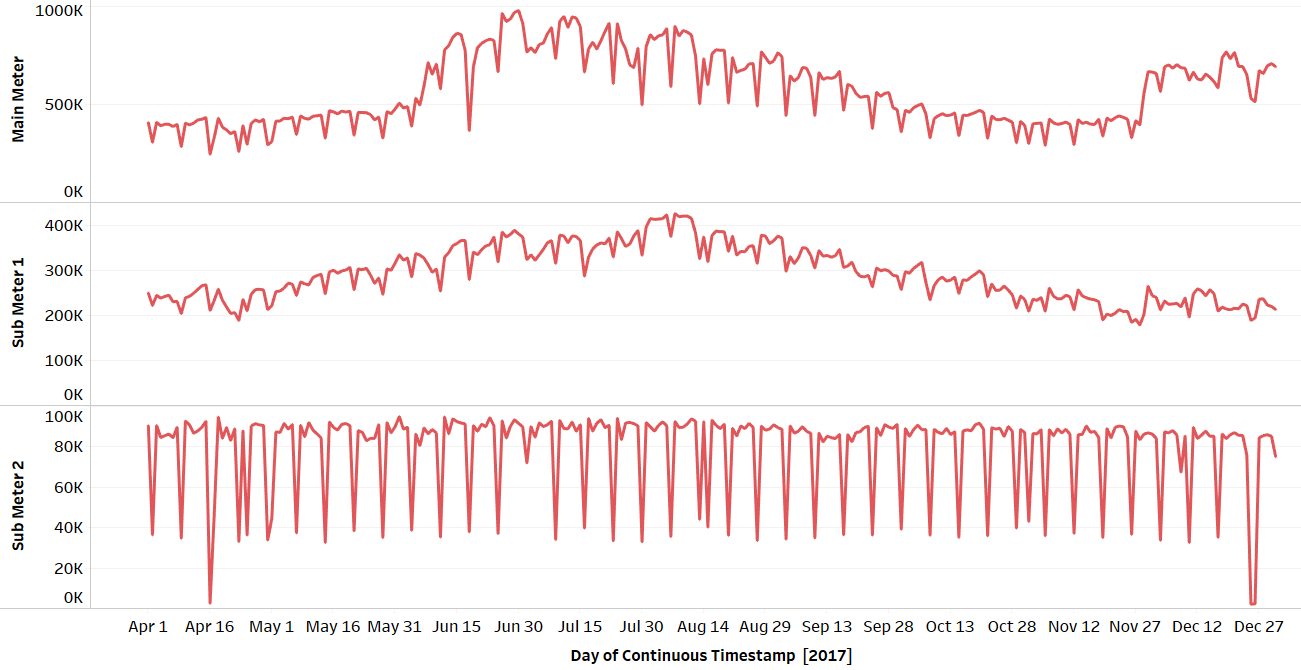 Main Meter
1000K
500K
0K
Sub Meter 1
400K
300K
200K
100K
0K
Sub Meter 2
100K
80K
60K
40K
20K
0K
Apr 1 Apr 16 May 1 May 16 May 31 Jun 15 Jun 30 Jul 15 Jul 30 Aug 14 Aug 29 Sep 13 Sep 28 Oct 13 Oct 28 Nov 12 Nov 27 Dec 12 Dec 27
Day of Continuous Timestamp [2017]